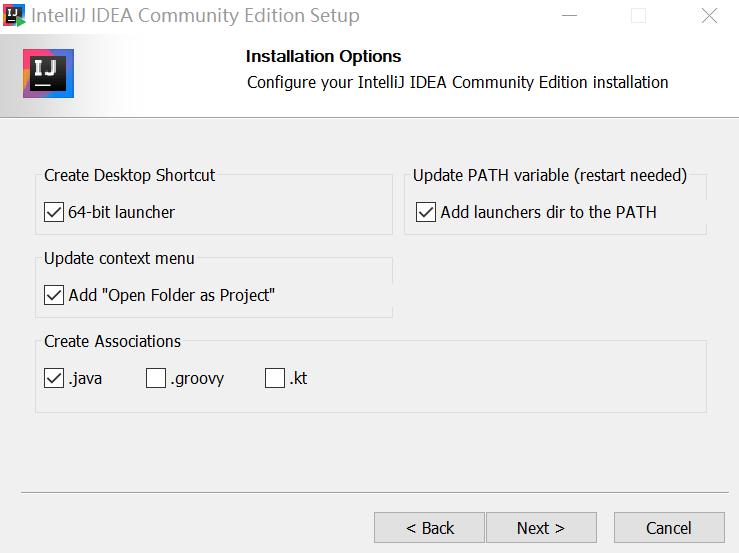 IntelliJ IDEA Community Edition Setup
IJ
Installation Options
Configure your IntelliJ IDEA Community Edition installation
Create Desktop Shortcut
64-bit launcher
Update PATH variable (restart needed)
Add launchers dir to the PATH
Update context menu
Add "Open Folder as Project"
Create Associations
.java .groovy .kt
< Back Next > Cancel